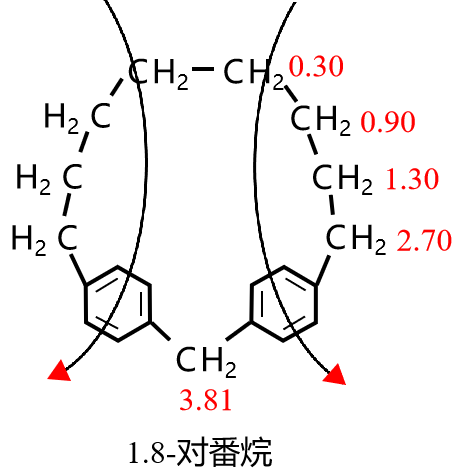 CH2 CH2 0.30
H2C CH2 0.90
H2C CH2 1.30
H2C CH2 2.70
CH2
3.81
1.8-对番烷